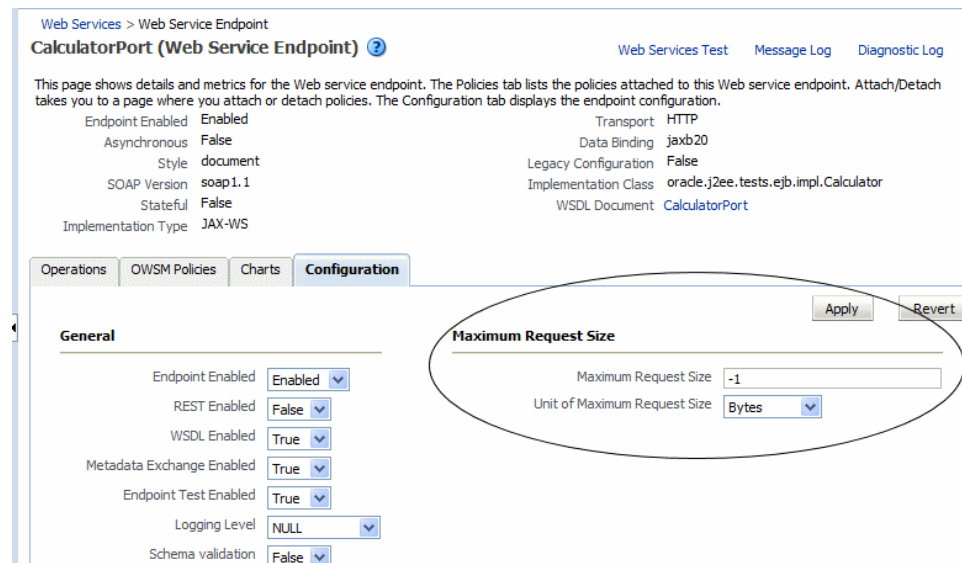 Web Services > Web Service Endpoint
CalculatorPort (Web Service Endpoint) ?
Web Services Test Message Log Diagnostic Log
This page shows details and metrics for the Web service endpoint. The Policies tab lists the policies attached to this Web service endpoint. Attach/Detach
takes you to a page where you attach or detach policies. The Configuration tab displays the endpoint configuration.
Endpoint Enabled Enabled
Asynchronous False
Style document
SOAP Version soap1.1
Stateful False
Implementation Type JAX-WS
Transport HTTP
Data Binding jaxb20
Legacy Configuration False
Implementation Class oracle.j2ee.tests.ejb.impl.Calculator
WSDL Document CalculatorPort
Operations OWSM Policies Charts Configuration
Apply Revert
General
Endpoint Enabled Enabled
REST Enabled False
WSDL Enabled True
Metadata Exchange Enabled True
Endpoint Test Enabled True
Logging Level NULL
Schema validation False
Maximum Request Size
Maximum Request Size -1
Unit of Maximum Request Size Bytes